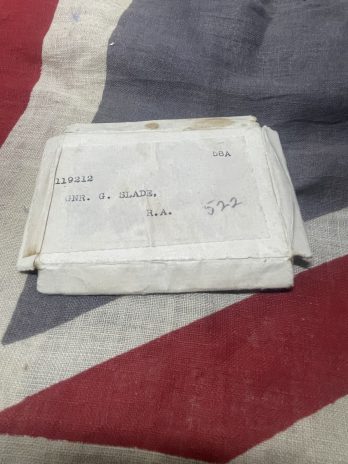 58A
119212
GNR. G. SLADE.
R.A. 522